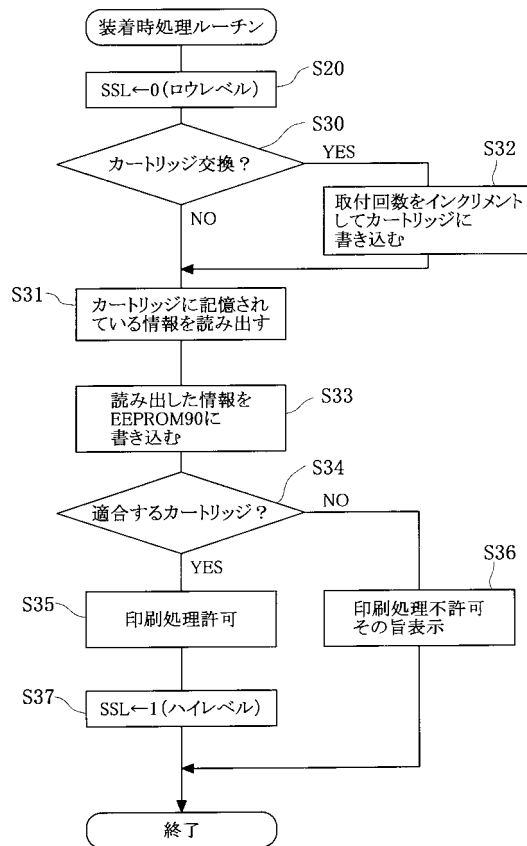 装着時処理ルーチン
S20
SSL←0(ロウレベル)
S30
カートリッジ交換?
YES
S32
取付回数をインクリメント
してカートリッジに
書き込む
NO
S31
カートリッジに記憶され
ている情報を読み出す
S33
読み出した情報を
EEPROM90に
書き込む
S34
適合するカートリッジ?
NO
YES
S36
S35
印刷処理許可
印刷処理不許可
その旨表示
S37
SSL←1(ハイレベル)
終了